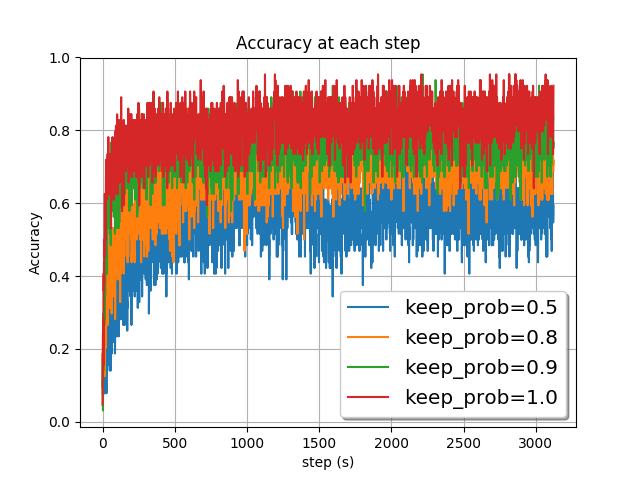 Accuracy at each step
Accuracy
1.0
0.8
0.6
0.4
0.2
0.0
keep_prob=0.5
keep_prob=0.8
keep_prob=0.9
keep_prob=1.0
0 500 1000 1500 2000 2500 3000
step (s)